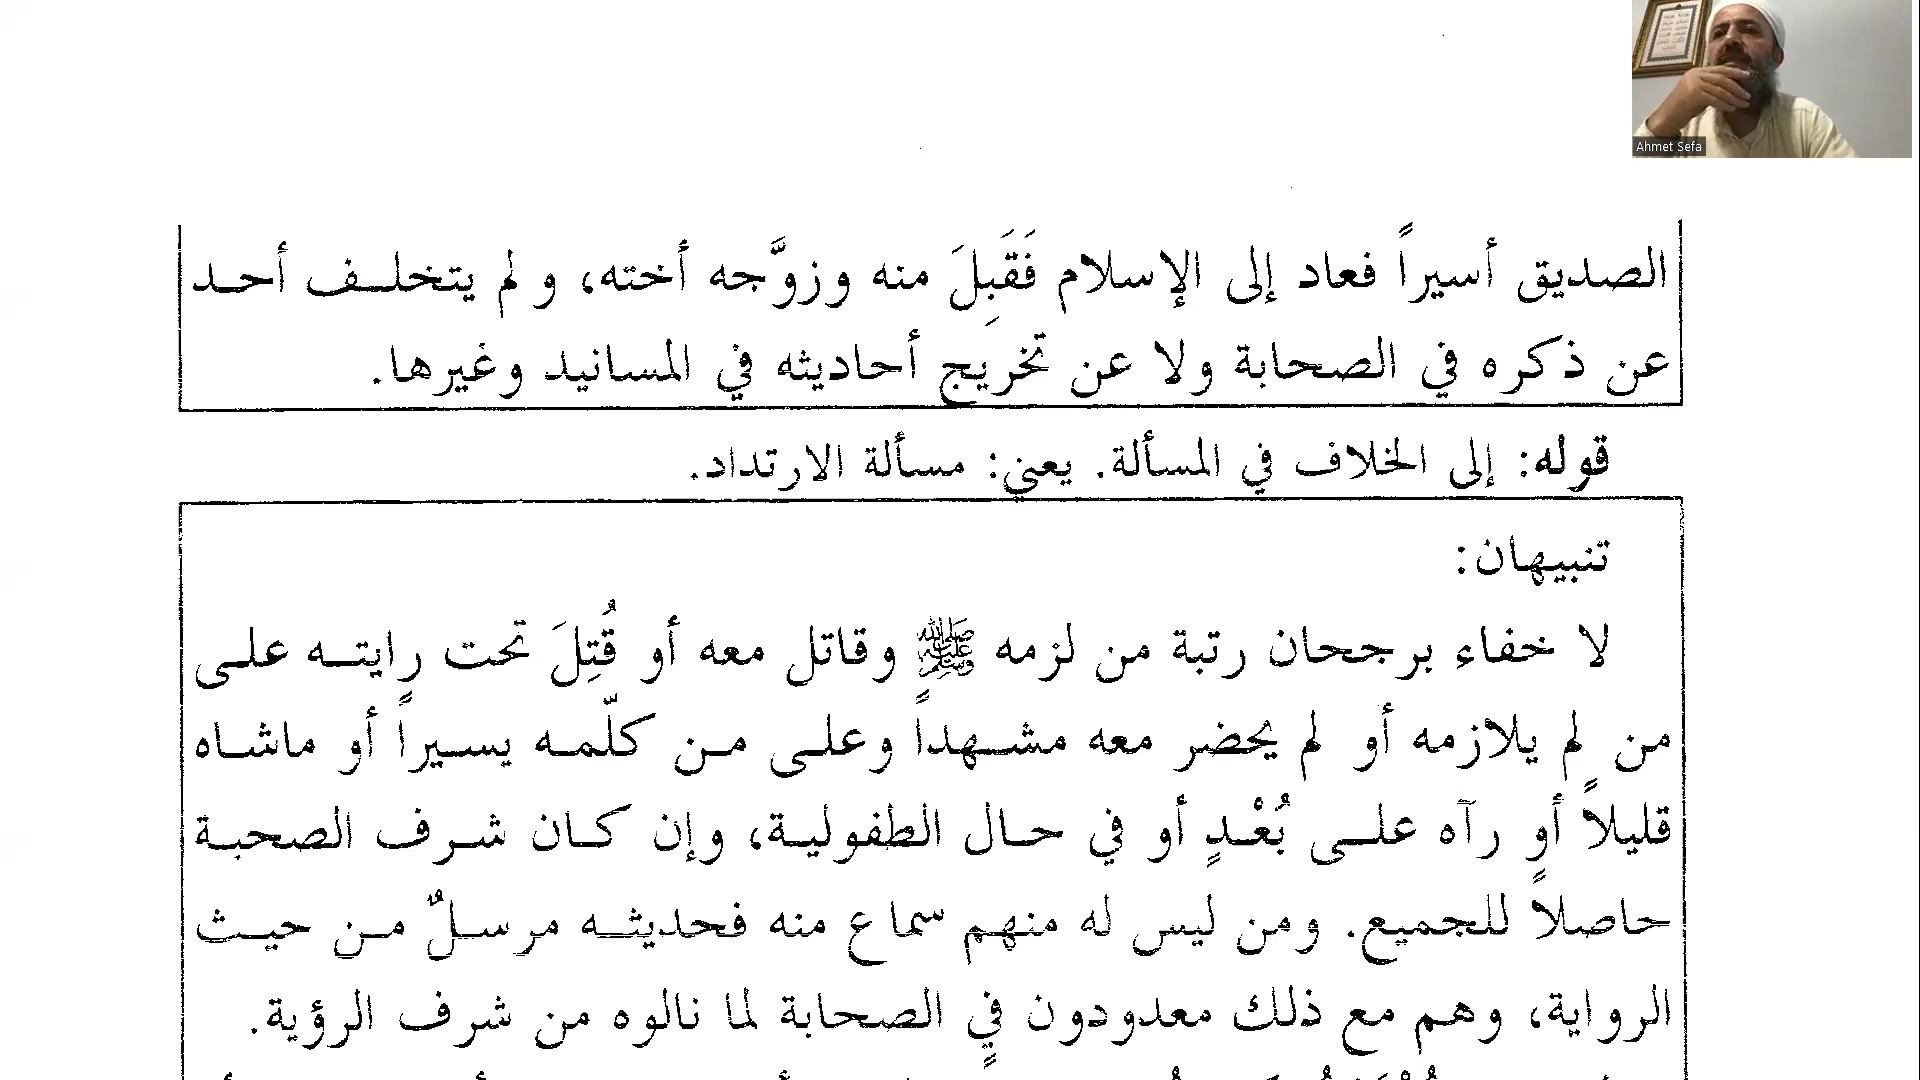 Ahmet Sefa
الصديق أسيراً فعاد إلى الإسلام فَقَبِلَ منه وزوَّجه أخته، و لم يتخلف أحد
عن ذكره في الصحابة ولا عن تخريج أحاديثه في المسانيد وغيرها.
قوله: إلى الخلاف في المسألة. يعني: مسألة الارتداد.
تنبيهان:
لا خفاء برجحان رتبة من لزمه ﷺ وقاتل معه أو قُتِلَ تحت رايته على
من لم يلازمه أو لم يحضر معه مشهداً وعلى من كلّمه يسيراً أو ماشاه
قليلاً أو رآه على بُعْدٍ أو في حال الطفولية، وإن كان شرف الصحبة
حاصلاً للجميع. ومن ليس له منهم سماع منه فحديثه مرسلٌ من حيث
الرواية، وهم مع ذلك معدودون في الصحابة لما نالوه من شرف الرؤية.